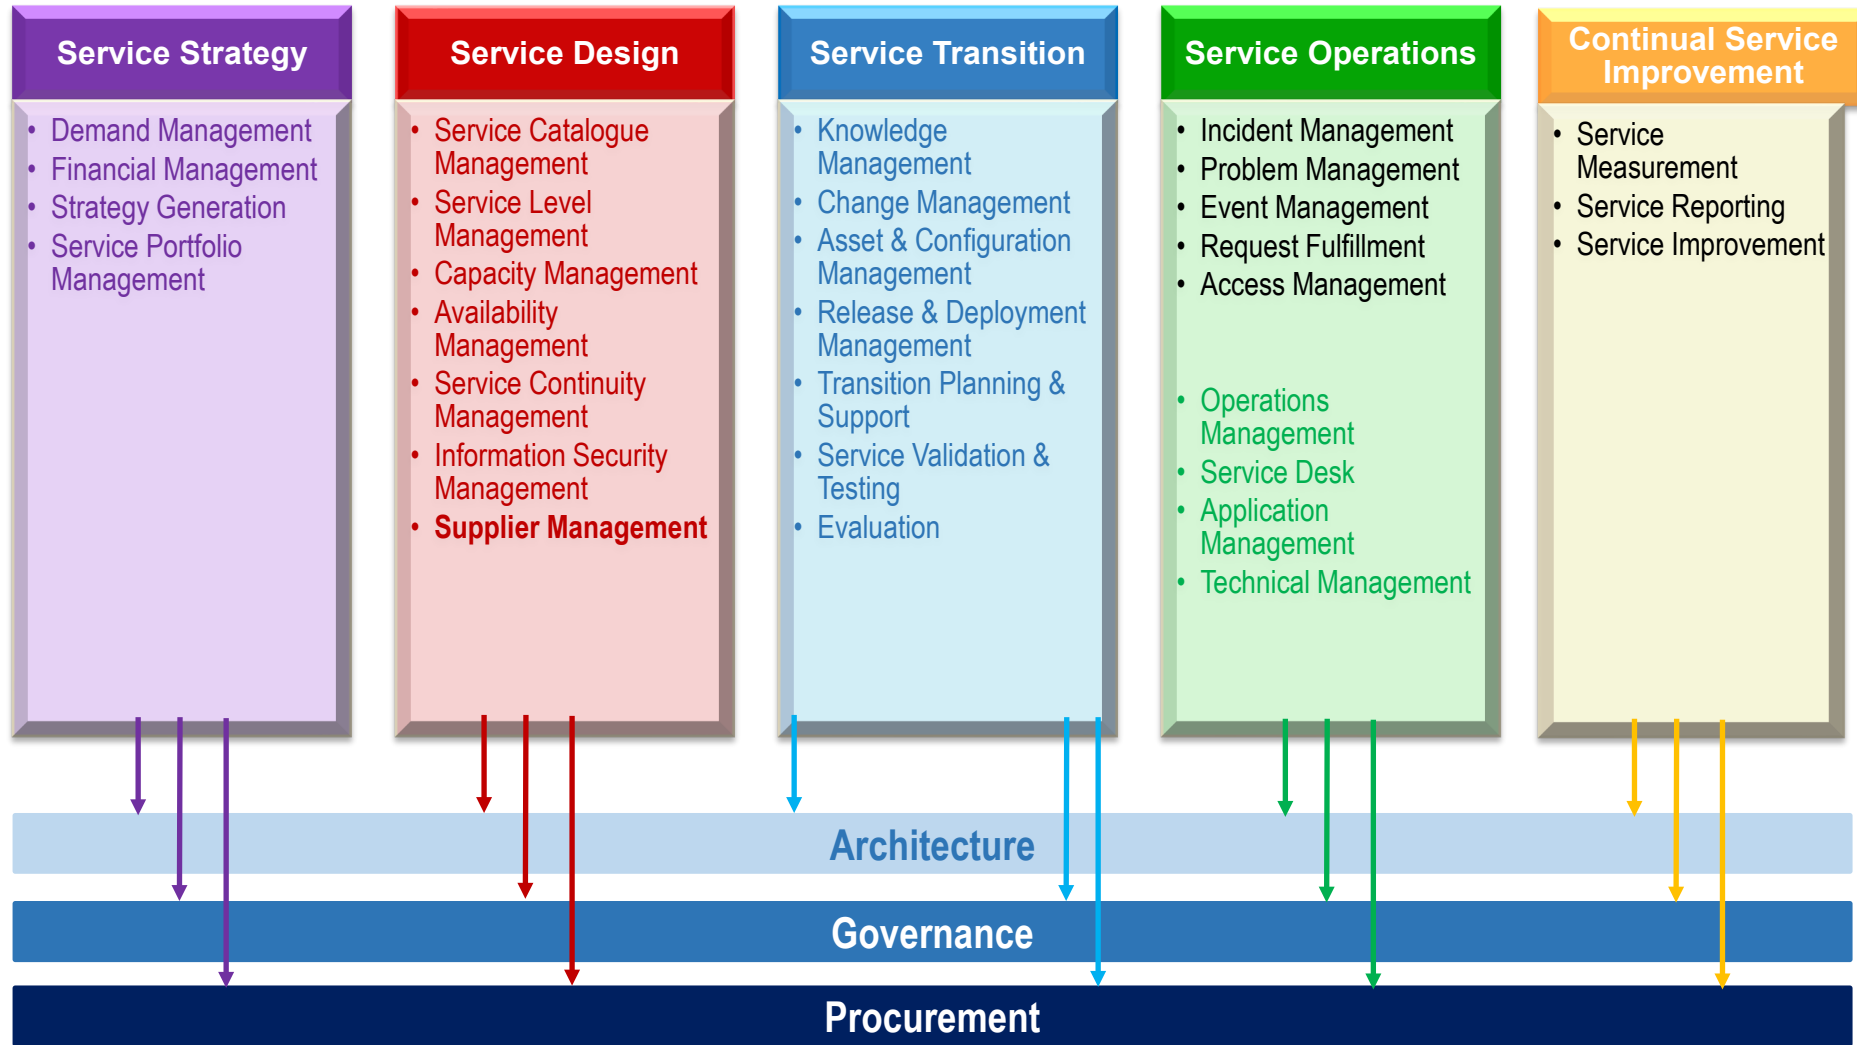 Service Strategy
• Demand Management
• Financial Management
• Strategy Generation
• Service Portfolio
Management
Service Design
• Service Catalogue
Management
• Service Level
Management
• Capacity Management
• Availability
Management
• Service Continuity
Management
• Information Security
Management
• Supplier Management
Service Transition
• Knowledge
Management
• Change Management
• Asset & Configuration
Management
• Release & Deployment
Management
• Transition Planning &
Support
• Service Validation &
Testing
• Evaluation
Service Operations
• Incident Management
• Problem Management
• Event Management
• Request Fulfillment
• Access Management
• Operations
Management
• Service Desk
• Application
Management
• Technical Management
Continual Service
Improvement
• Service
Measurement
• Service Reporting
• Service Improvement
Architecture
Governance
Procurement